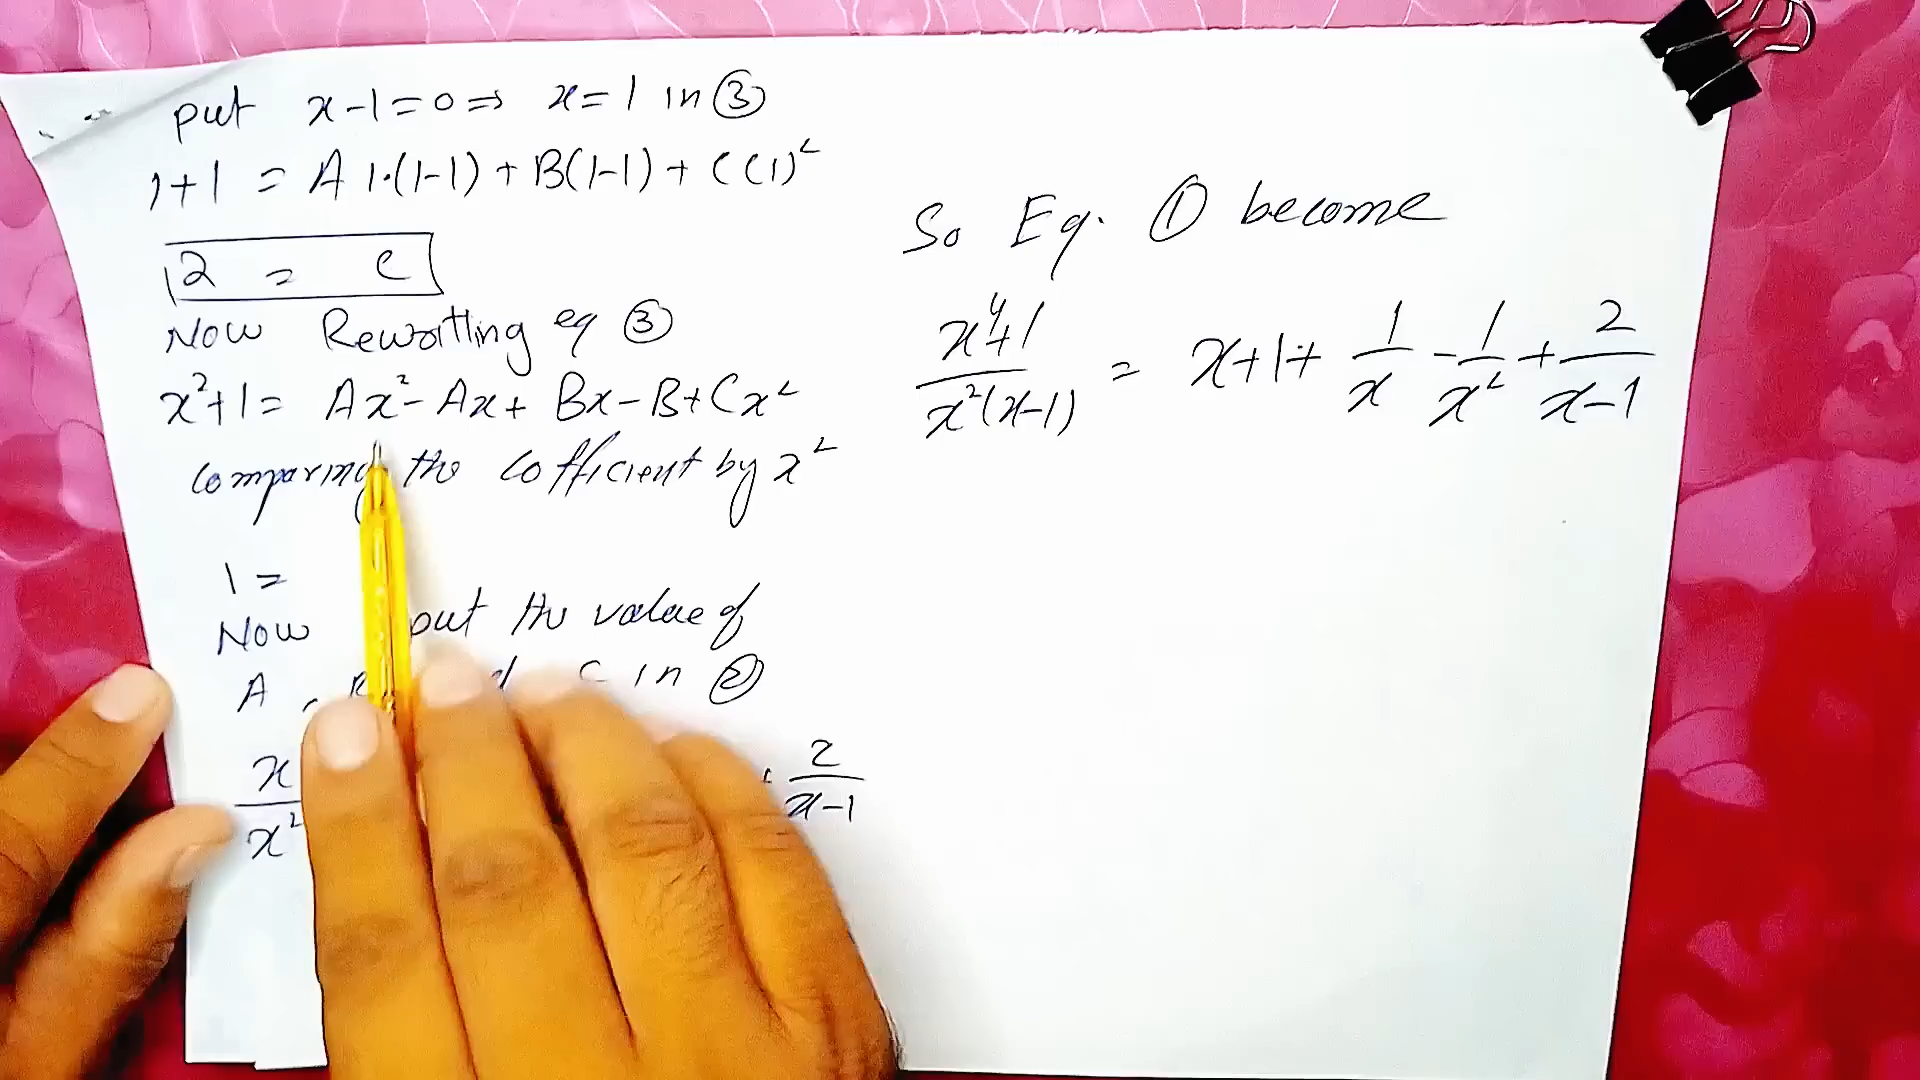 put x-1=0 ⇒ x=1 in ③
1+1 = A 1·(1-1) + B(1-1) + C(1)²
2 = C
Now Rewritting eq ③
x²+1 = Ax²-Ax+Bx-B+Cx²
comparing the cofficient by x²
1 =
Now put the value of
A in ②
x 2
x² x-1
So Eq. ① become
x⁴+1/x²(x-1) = x+1+1/x-1/x²+2/x-1